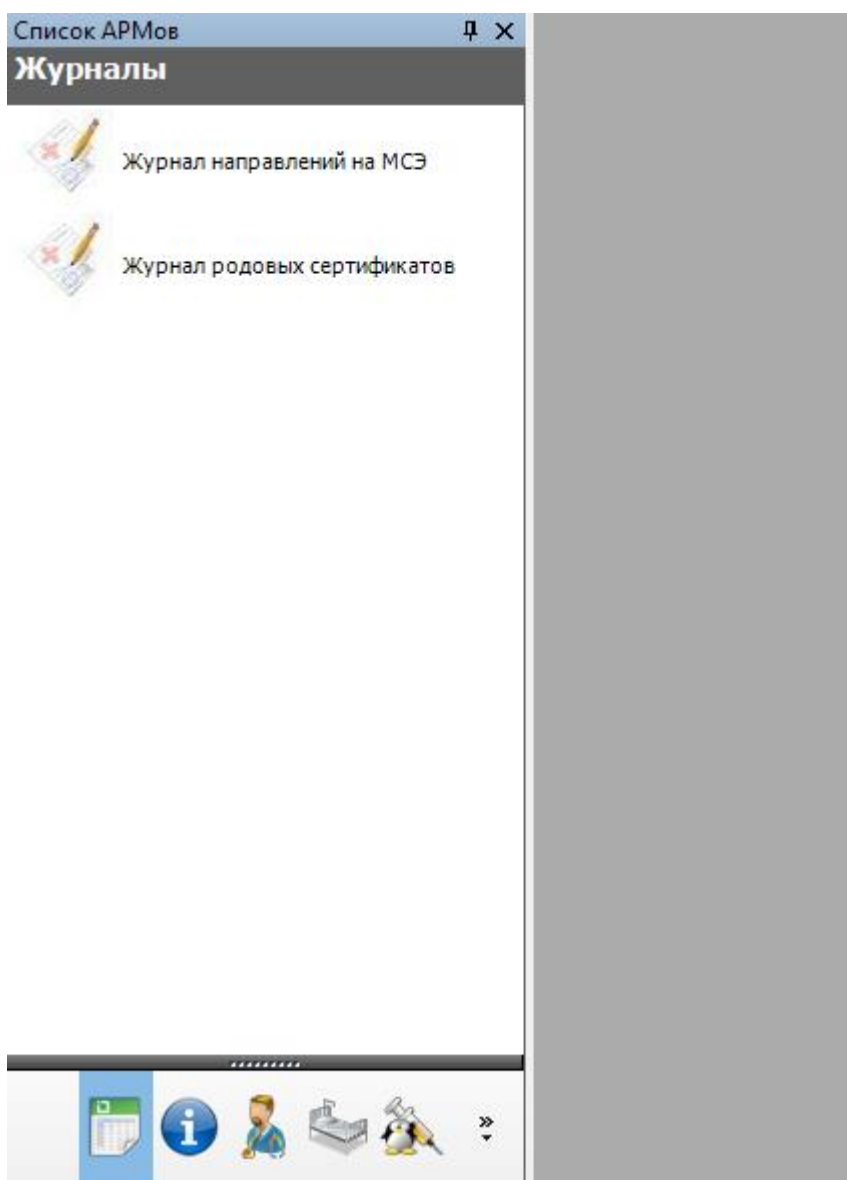 Список АРМов
Журналы
Журнал направлений на МСЭ
Журнал родовых сертификатов